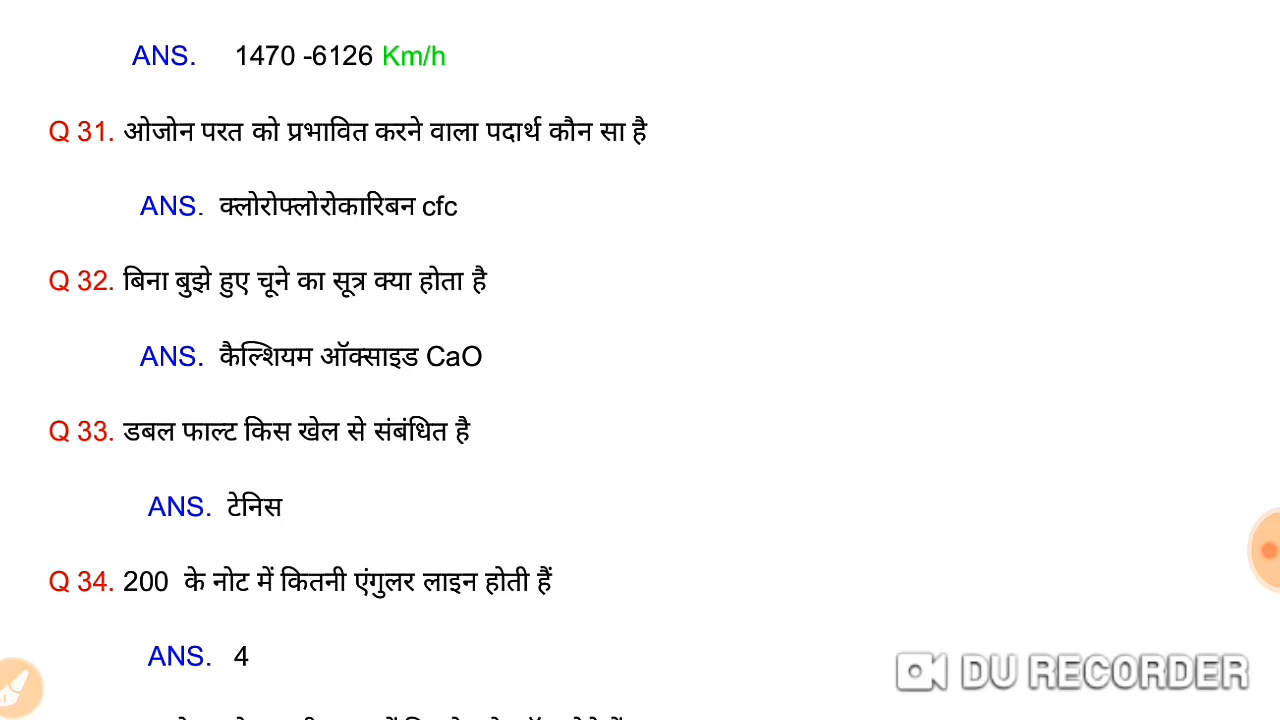 ANS. 1470 -6126 Km/h
Q 31. ओजोन परत को प्रभावित करने वाला पदार्थ कौन सा है
ANS. क्लोरोफ्लोरोकारिबन cfc
Q 32. बिना बुझे हुए चूने का सूत्र क्या होता है
ANS. कैल्शियम ऑक्साइड CaO
Q 33. डबल फाल्ट किस खेल से संबंधित है
ANS. टेनिस
Q 34. 200 के नोट में कितनी एंगुलर लाइन होती हैं
ANS. 4
DU RECORDER